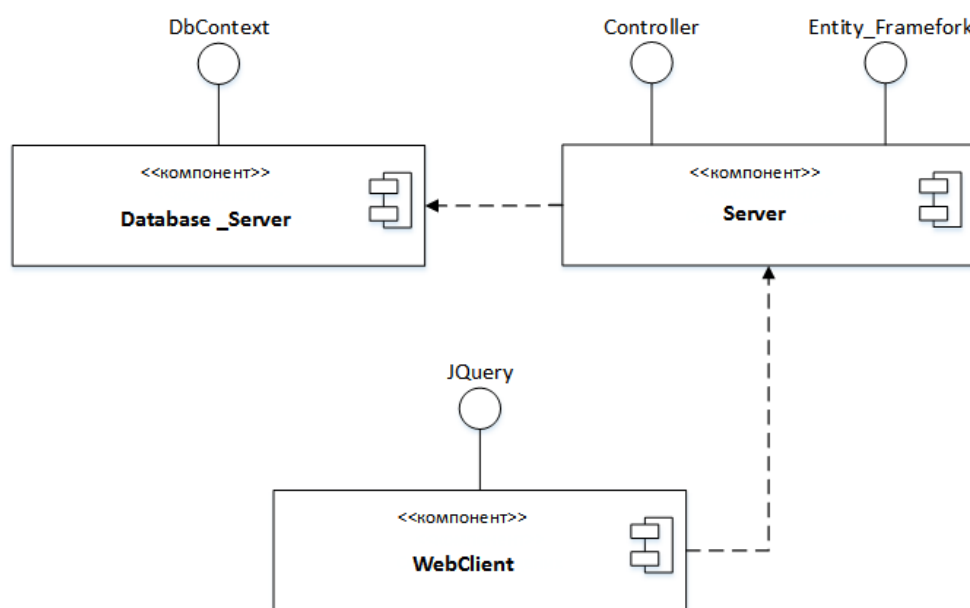 DbContext
Controller
Entity_Framefork
<<компонент>>
Database _Server
<<компонент>>
Server
JQuery
<<компонент>>
WebClient